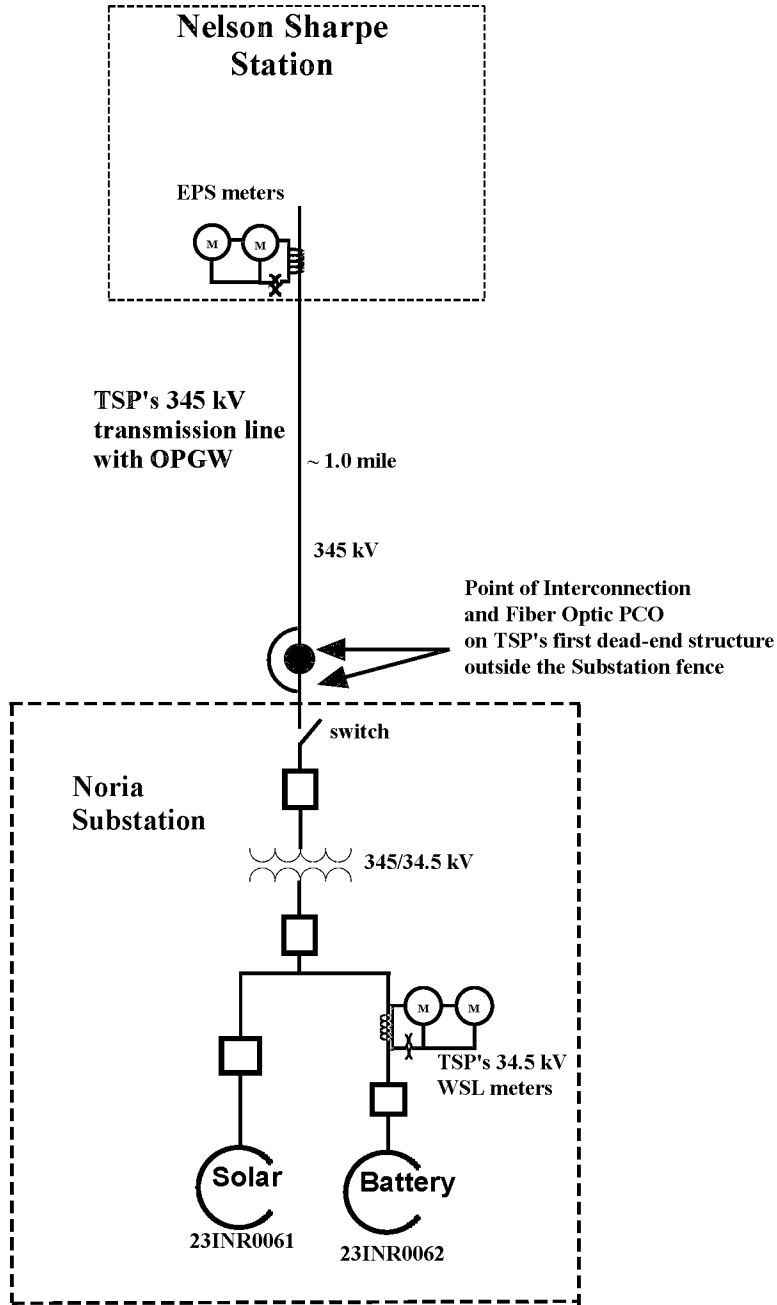 Nelson Sharpe
Station
EPS meters
M M
TSP's 345 kV
transmission line
with OPGW
~ 1.0 mile
345 kV
Point of Interconnection
and Fiber Optic PCO
on TSP's first dead-end structure
outside the Substation fence
switch
Noria
Substation
345/34.5 kV
M M
TSP's 34.5 kV
WSL meters
Solar
23INR0061
Battery
23INR0062